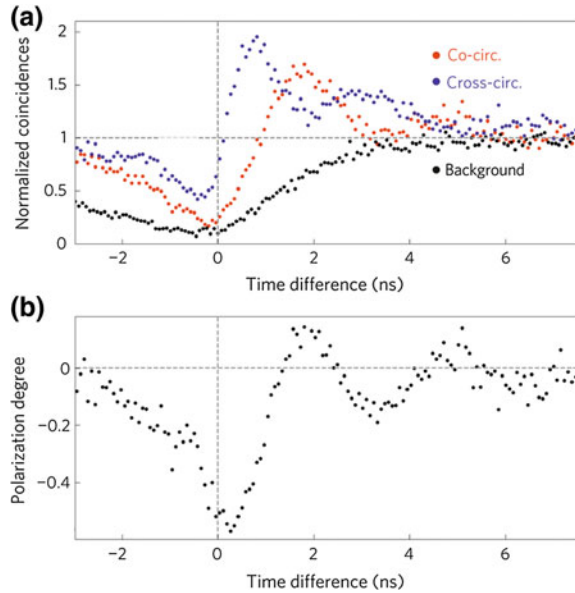 (a)
2
1.5
1
0.5
0
Normalized coincidences
Co-circ.
Cross-circ.
Background
−2
0
2
4
6
Time difference (ns)
(b)
0
−0.2
−0.4
Polarization degree
−2
0
2
4
6
Time difference (ns)